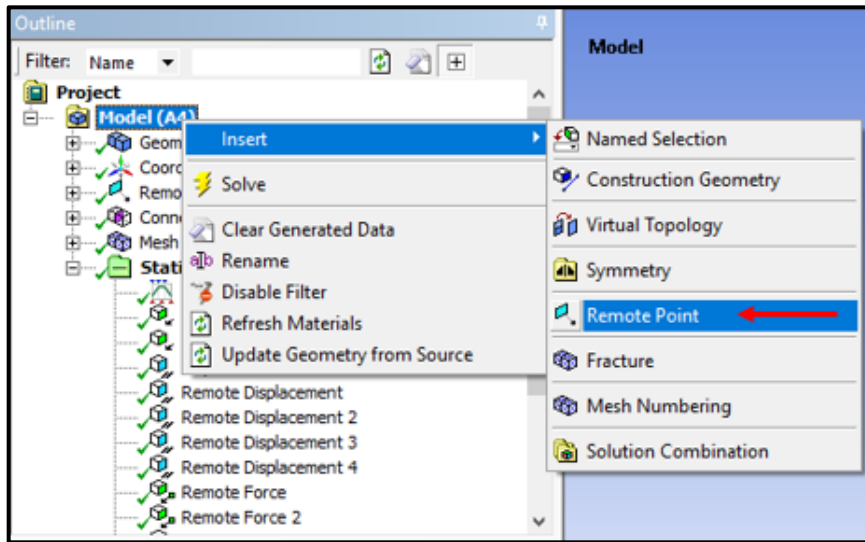 Outline
Filter: Name
Project
Model (A4)
Geom
Coord
Remo
Conne
Mesh
Stati
Remote Displacement
Remote Displacement 2
Remote Displacement 3
Remote Displacement 4
Remote Force
Remote Force 2
Insert
Solve
Clear Generated Data
a|b Rename
Disable Filter
Refresh Materials
Update Geometry from Source
Model
Named Selection
Construction Geometry
Virtual Topology
Symmetry
Remote Point
Fracture
Mesh Numbering
Solution Combination